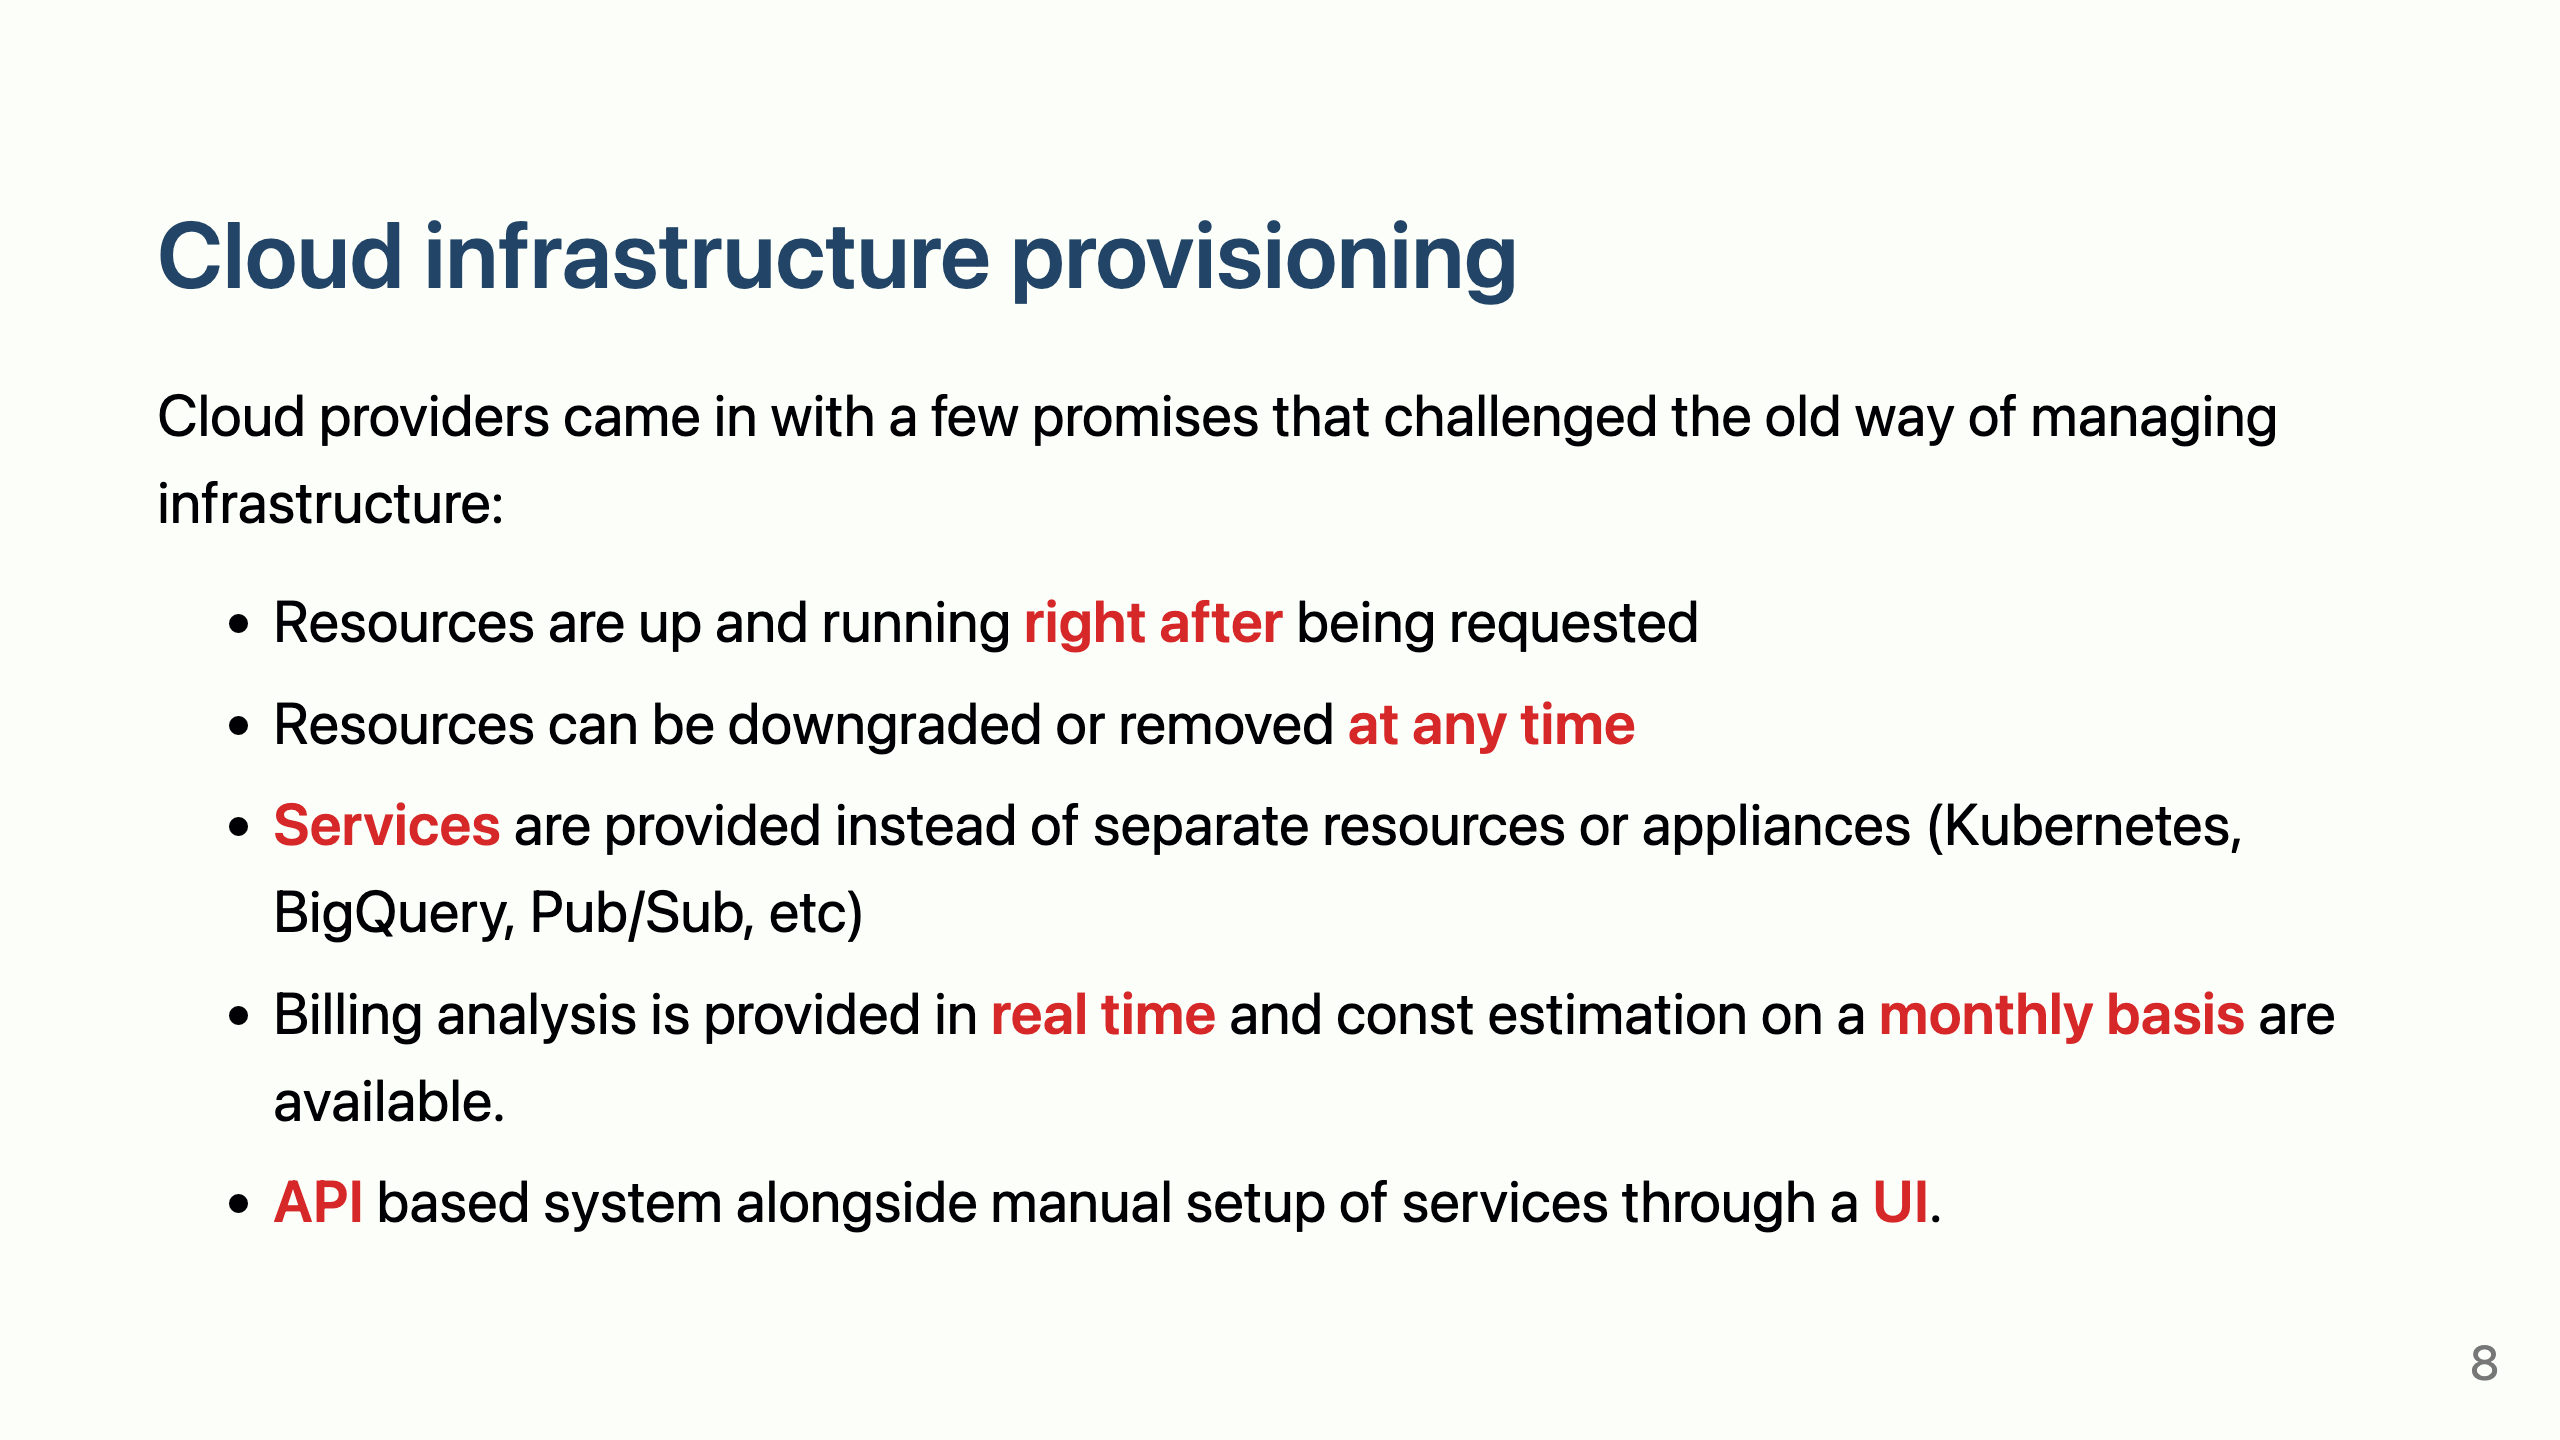 Cloud infrastructure provisioning
Cloud providers came in with a few promises that challenged the old way of managing
infrastructure:
• Resources are up and running right after being requested
• Resources can be downgraded or removed at any time
• Services are provided instead of separate resources or appliances (Kubernetes,
BigQuery, Pub/Sub, etc)
• Billing analysis is provided in real time and const estimation on a monthly basis are
available.
• API based system alongside manual setup of services through a UI.
8